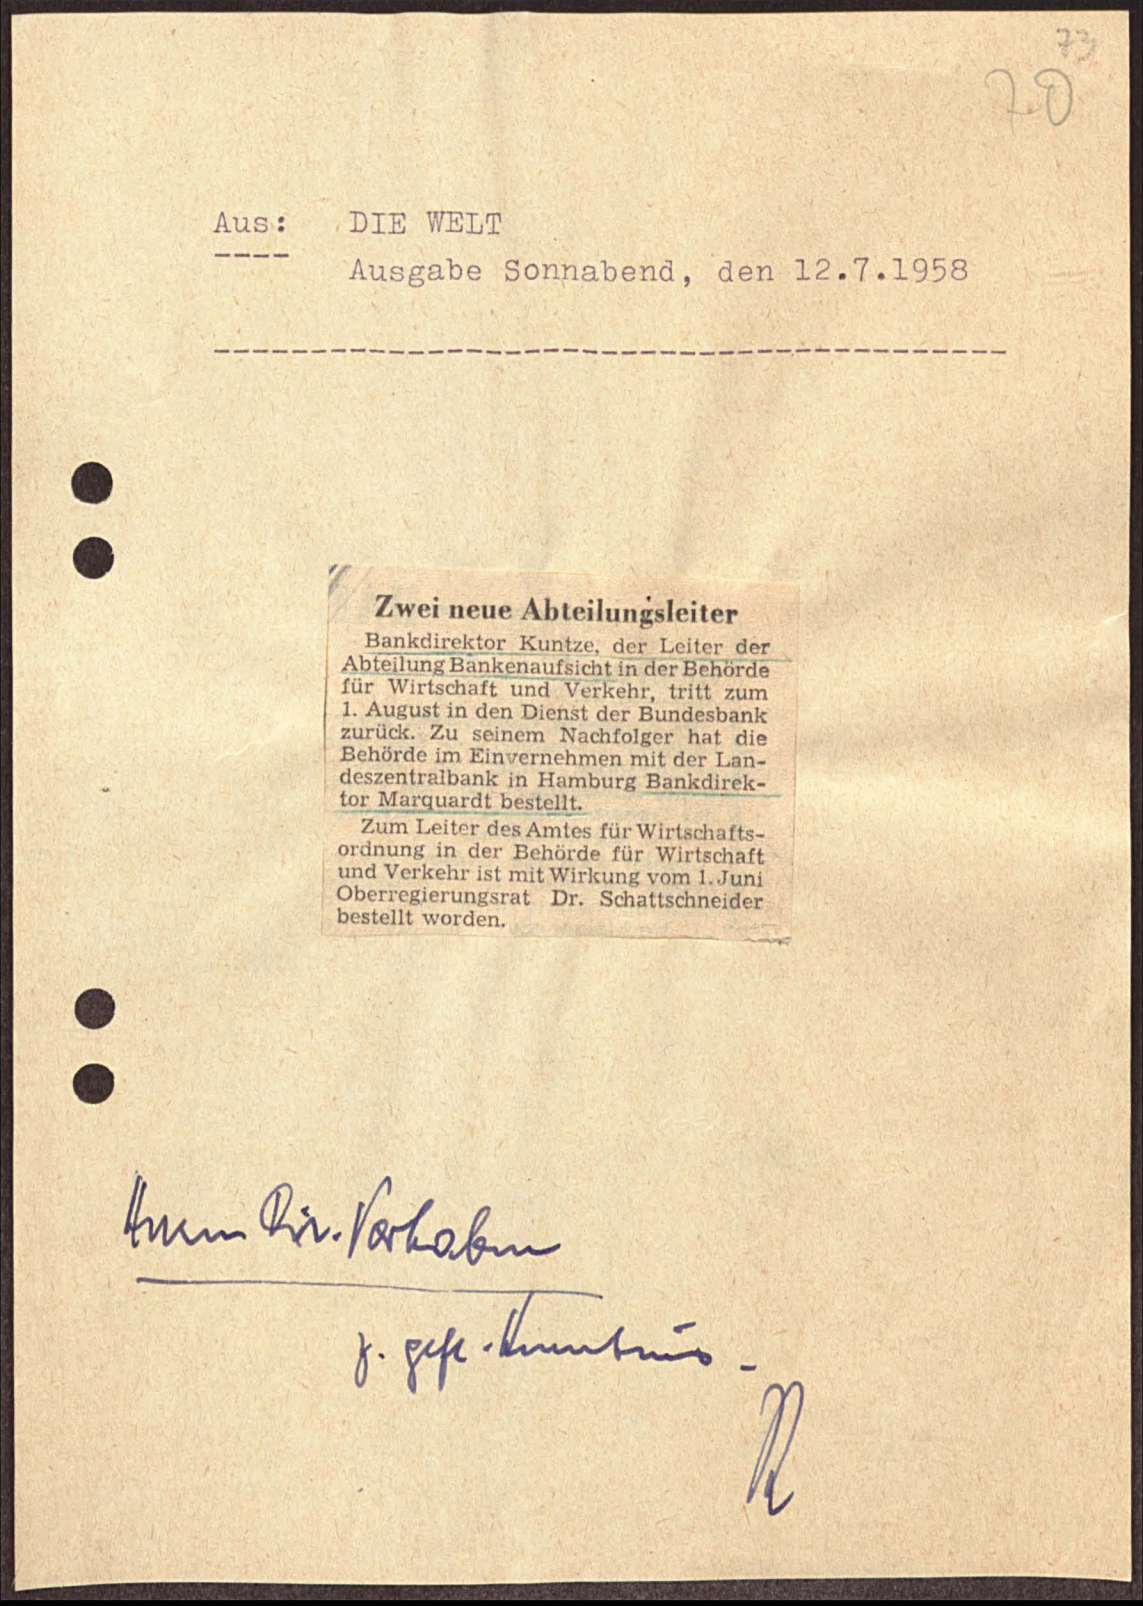 73
70
Aus: DIE WELT
Ausgabe Sonnabend, den 12.7.1958
Zwei neue Abteilungsleiter
Bankdirektor Kuntze, der Leiter der
Abteilung Bankenaufsicht in der Behörde
für Wirtschaft und Verkehr, tritt zum
1. August in den Dienst der Bundesbank
zurück. Zu seinem Nachfolger hat die
Behörde im Einvernehmen mit der Lan-
deszentralbank in Hamburg Bankdirek-
tor Marquardt bestellt.
Zum Leiter des Amtes für Wirtschafts-
ordnung in der Behörde für Wirtschaft
und Verkehr ist mit Wirkung vom 1. Juni
Oberregierungsrat Dr. Schattschneider
bestellt worden.
Herrn Dir. Vorhaben
z. gefl. Kenntnis -